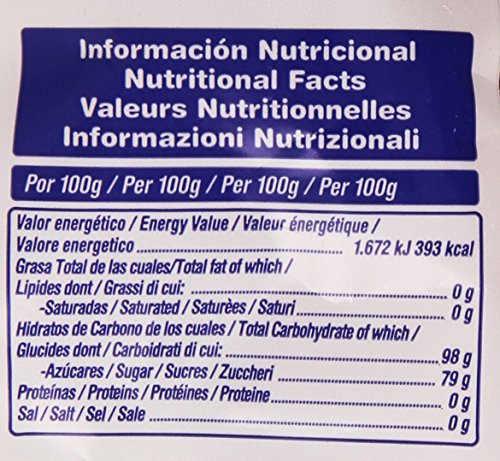 Información Nutricional
Nutritional Facts
Valeurs Nutritionnelles
Informazioni Nutrizionali
Por 100g / Per 100g / Per 100g / Per 100g
Valor energético / Energy Value / Valeur énergétique /
Valore energetico ........ 1.672 kJ 393 kcal
Grasa Total de las cuales/Total fat of which /
Lipides dont / Grassi di cui: ........ 0 g
-Saturadas / Saturated / Saturèes / Saturi ........ 0 g
Hidratos de Carbono de los cuales / Total Carbohydrate of which /
Glucides dont / Carboidrati di cui: ........ 98 g
-Azúcares / Sugar / Sucres / Zuccheri ........ 79 g
Proteínas / Proteins / Protéines / Proteine ........ 0 g
Sal / Salt / Sel / Sale ........ 0 g